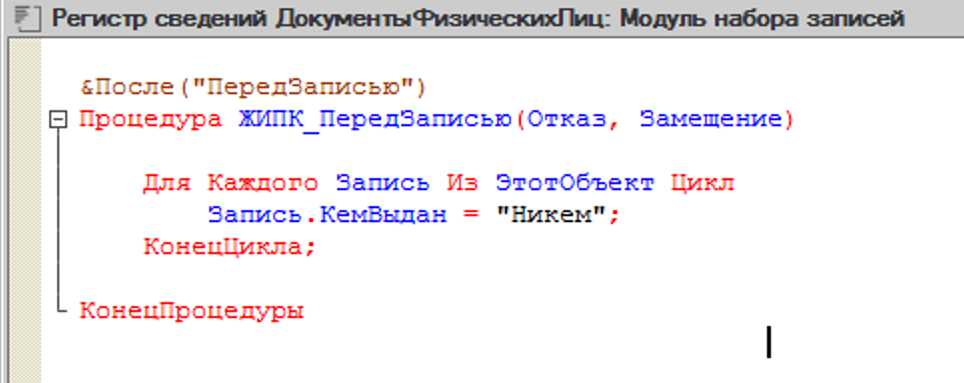 Регистр сведений ДокументыФизическихЛиц: Модуль набора записей
&После("ПередЗаписью")
Процедура ЖИПК_ПередЗаписью(Отказ, Замещение)
Для Каждого Запись Из ЭтотОбъект Цикл
Запись.КемВыдан = "Никем";
КонецЦикла;
КонецПроцедуры